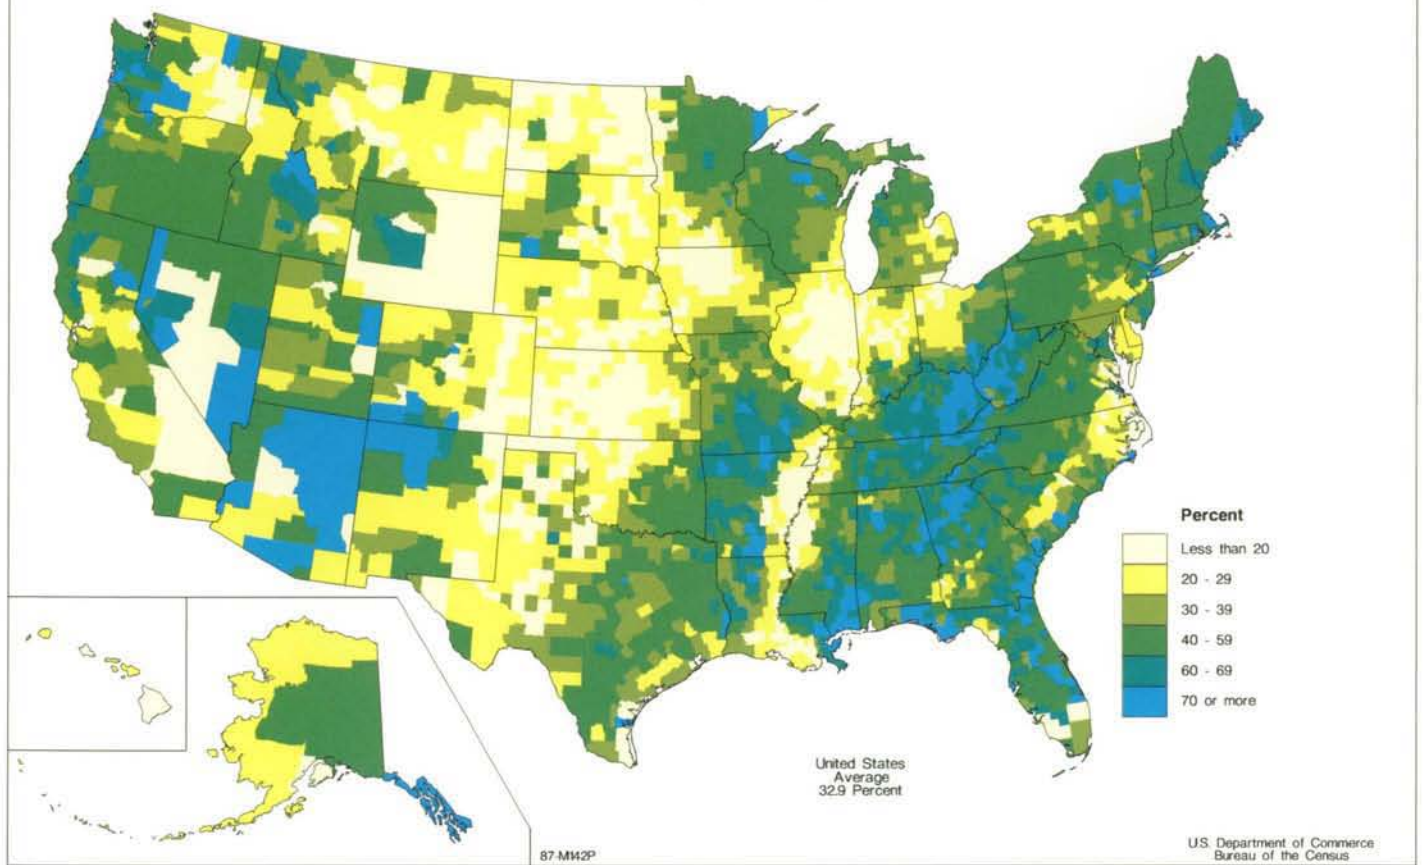 Percent
Less than 20
20 - 29
30 - 39
40 - 59
60 - 69
70 or more
United States
Average
32.9 Percent
87-M142P
U.S. Department of Commerce
Bureau of the Census